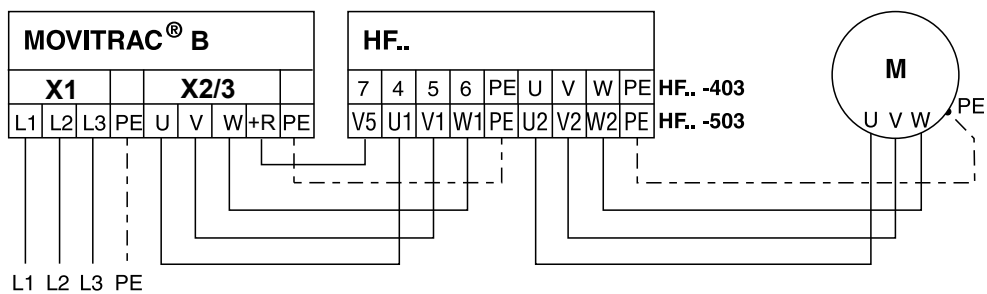 MOVITRAC® B
HF..
M
X1 X2/3
7 4 5 6 PE U V W PE HF.. -403
L1 L2 L3 PE U V W +R PE
V5 U1 V1 W1 PE U2 V2 W2 PE HF.. -503
U V W
PE
L1 L2 L3 PE